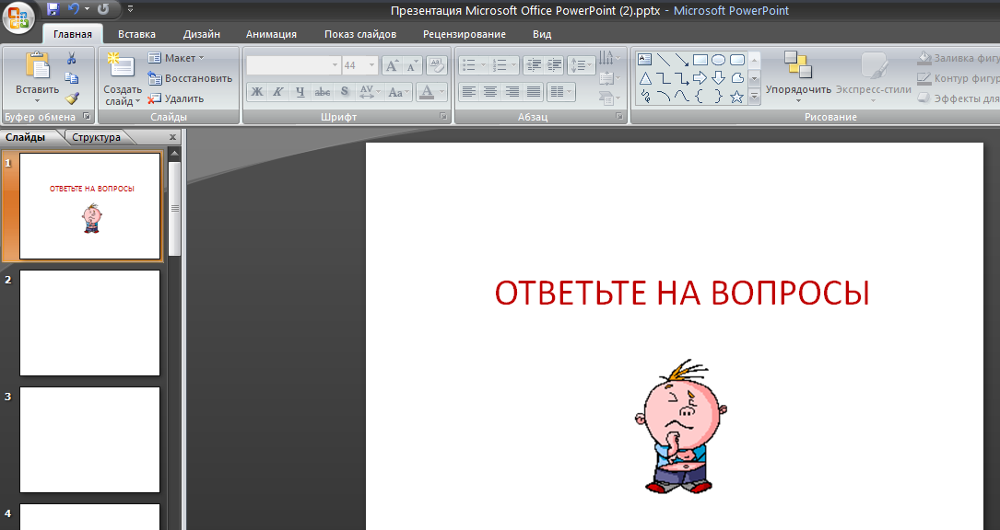 Презентация Microsoft Office PowerPoint (2).pptx - Microsoft PowerPoint
Главная Вставка Дизайн Анимация Показ слайдов Рецензирование Вид
Вставить
Буфер обмена
Создать слайд
Макет
Восстановить
Удалить
Слайды
44
Ж К Ч abc S AV Aa A
Шрифт
Абзац
Упорядочить
Экспресс-стили
Заливка фигу
Контур фигур
Эффекты для
Рисование
Слайды Структура x
1
ОТВЕТЬТЕ НА ВОПРОСЫ
2
3
4
ОТВЕТЬТЕ НА ВОПРОСЫ